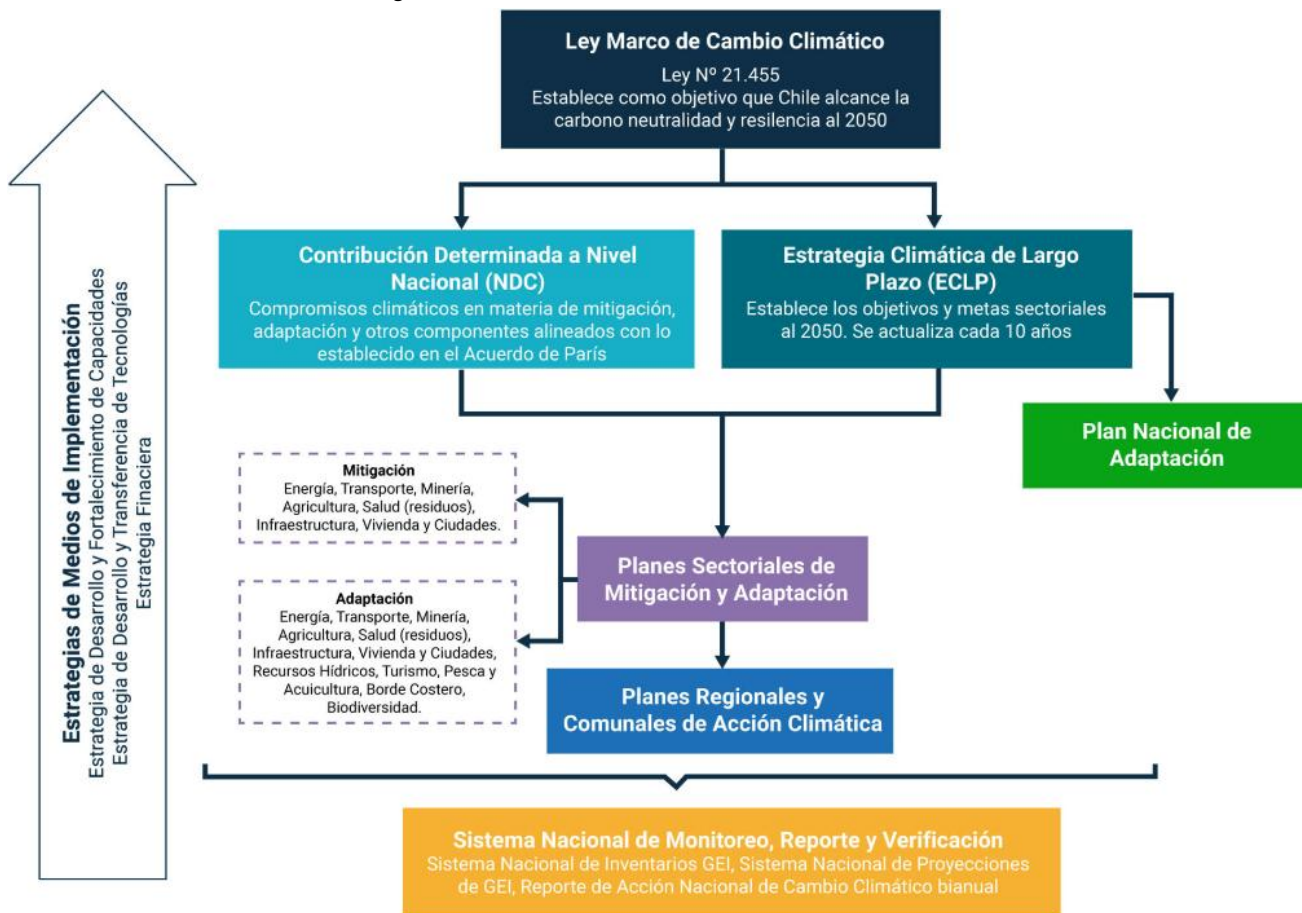 Ley Marco de Cambio Climático
Ley Nº 21.455
Establece como objetivo que Chile alcance la
carbono neutralidad y resilencia al 2050
Contribución Determinada a Nivel
Nacional (NDC)
Compromisos climáticos en materia de mitigación,
adaptación y otros componentes alineados con lo
establecido en el Acuerdo de París
Estrategia Climática de Largo
Plazo (ECLP)
Establece los objetivos y metas sectoriales
al 2050. Se actualiza cada 10 años
Plan Nacional de
Adaptación
Estrategias de Medios de Implementación
Estrategia de Desarrollo y Fortalecimiento de Capacidades
Estrategia de Desarrollo y Transferencia de Tecnologías
Estrategia Finaciera
Mitigación
Energía, Transporte, Minería,
Agricultura, Salud (residuos),
Infraestructura, Vivienda y Ciudades.
Planes Sectoriales de
Mitigación y Adaptación
Adaptación
Energía, Transporte, Minería,
Agricultura, Salud (residuos),
Infraestructura, Vivienda y Ciudades,
Recursos Hídricos, Turismo, Pesca y
Acuicultura, Borde Costero,
Biodiversidad.
Planes Regionales y
Comunales de Acción Climática
Sistema Nacional de Monitoreo, Reporte y Verificación
Sistema Nacional de Inventarios GEI, Sistema Nacional de Proyecciones
de GEI, Reporte de Acción Nacional de Cambio Climático bianual